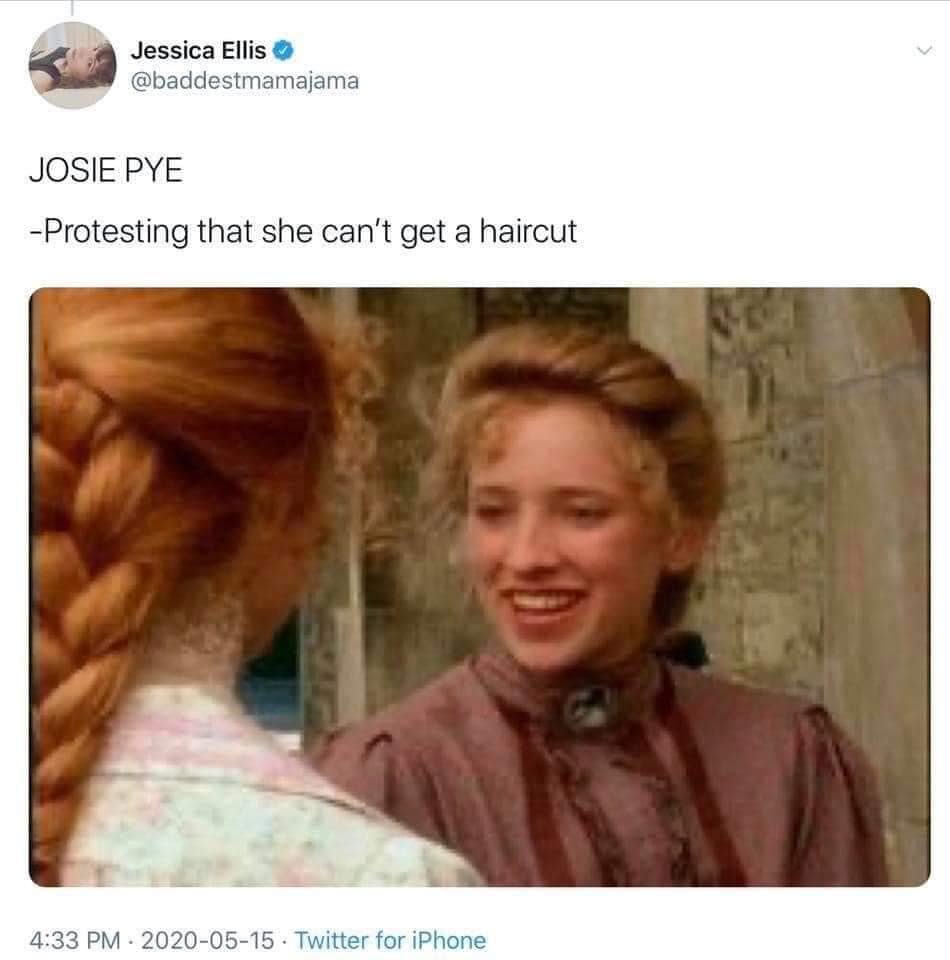 Jessica Ellis
@baddestmamajama
JOSIE PYE
-Protesting that she can’t get a haircut
4:33 PM · 2020-05-15 · Twitter for iPhone